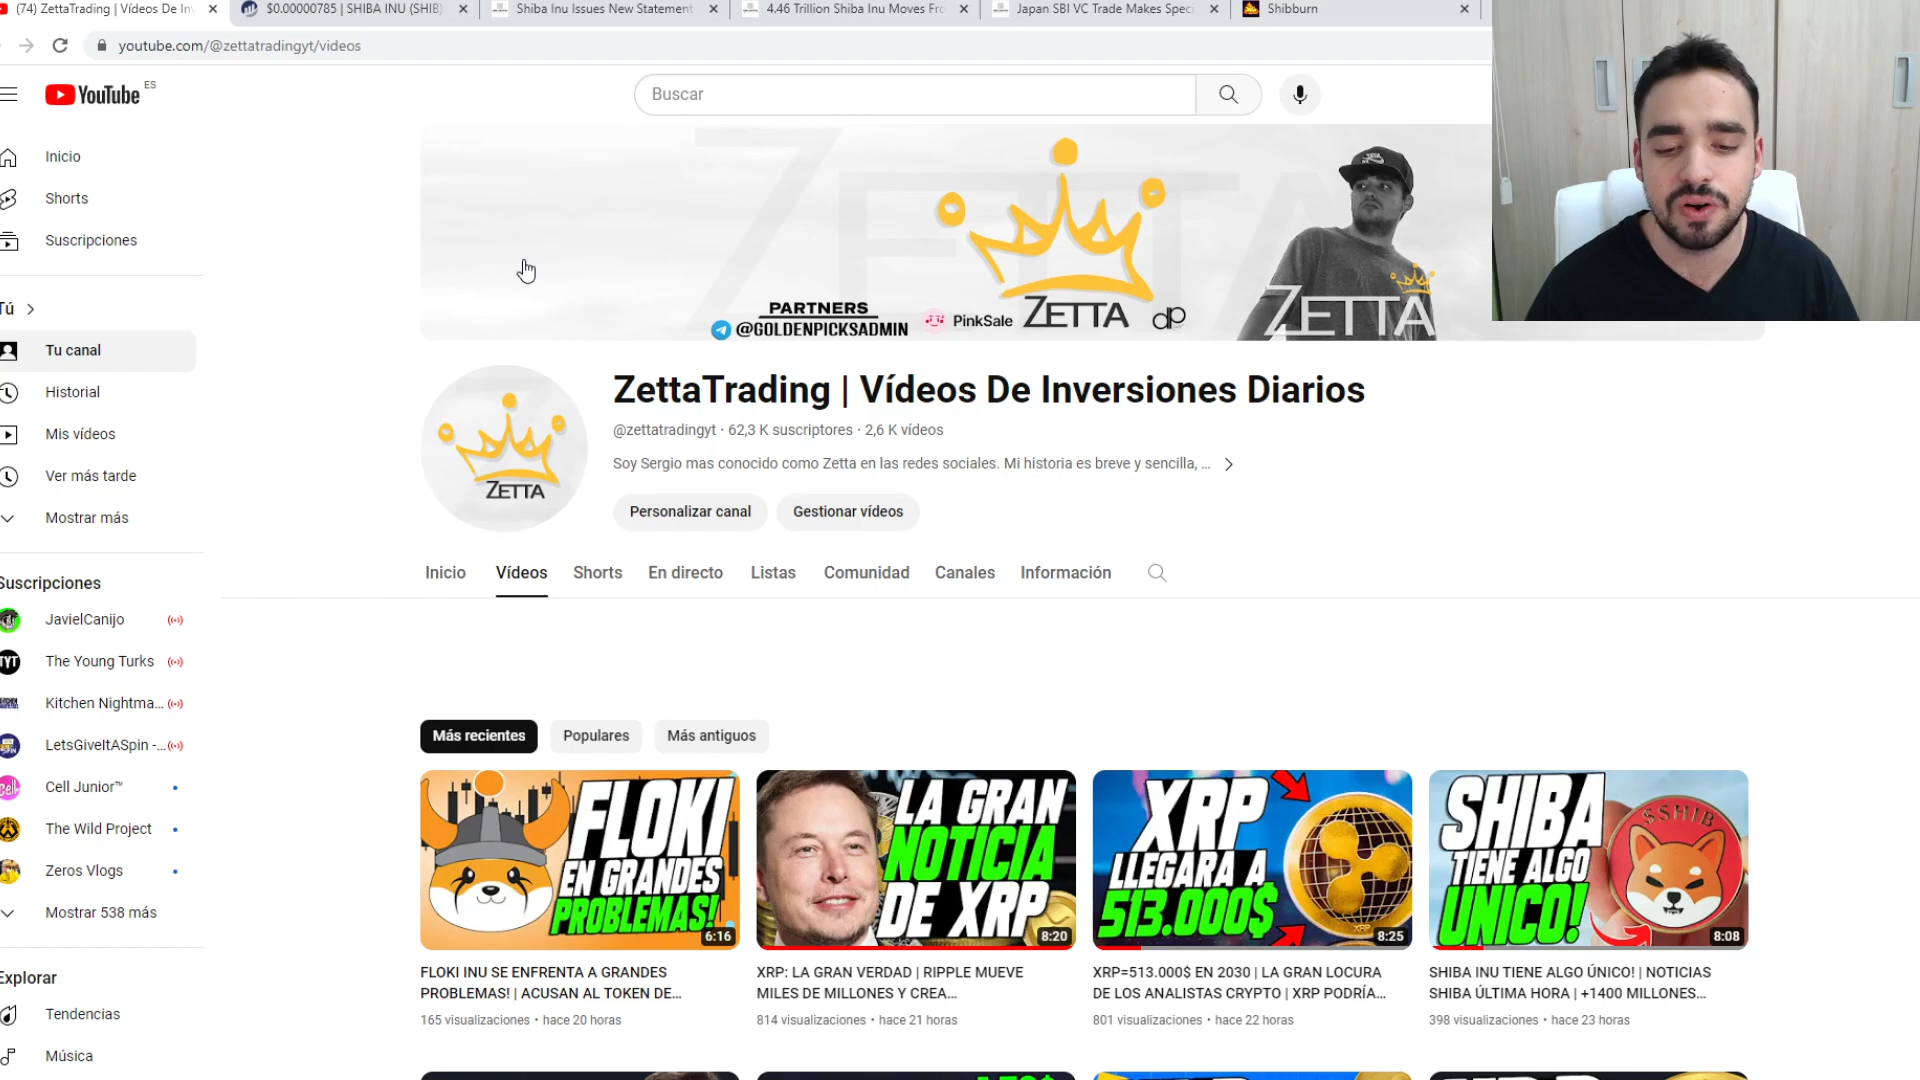 (74) ZettaTrading | Vídeos De In
$0.00000785 | SHIBA INU (SHIB)
Shiba Inu Issues New Statement
4.46 Trillion Shiba Inu Moves Fro
Japan SBI VC Trade Makes Speci
Shibburn
youtube.com/@zettatradingyt/videos
YouTube ES
Buscar
Inicio
Shorts
Suscripciones
Tú
Tu canal
Historial
Mis vídeos
Ver más tarde
Mostrar más
Suscripciones
JavielCanijo
The Young Turks
Kitchen Nightma...
LetsGiveItASpin -...
Cell Junior™
The Wild Project
Zeros Vlogs
Mostrar 538 más
Explorar
Tendencias
Música
ZETTA
PARTNERS
@GOLDENPICKSADMIN
PinkSale
ZETTA
dp
ZETTA
ZETTA
ZettaTrading | Vídeos De Inversiones Diarios
@zettatradingyt · 62,3 K suscriptores · 2,6 K vídeos
Soy Sergio mas conocido como Zetta en las redes sociales. Mi historia es breve y sencilla, ...
Personalizar canal
Gestionar vídeos
Inicio
Vídeos
Shorts
En directo
Listas
Comunidad
Canales
Información
Más recientes
Populares
Más antiguos
FLOKI
EN GRANDES
PROBLEMAS!
6:16
FLOKI INU SE ENFRENTA A GRANDES
PROBLEMAS! | ACUSAN AL TOKEN DE...
165 visualizaciones • hace 20 horas
LA GRAN
NOTICIA
DE XRP
8:20
XRP: LA GRAN VERDAD | RIPPLE MUEVE
MILES DE MILLONES Y CREA...
814 visualizaciones • hace 21 horas
XRP
LLEGARA A
513.000$
XRP
8:25
XRP=513.000$ EN 2030 | LA GRAN LOCURA
DE LOS ANALISTAS CRYPTO | XRP PODRÍA...
801 visualizaciones • hace 22 horas
SHIBA
TIENE ALGO
UNICO!
$SHIB
8:08
SHIBA INU TIENE ALGO ÚNICO! | NOTICIAS
SHIBA ÚLTIMA HORA | +1400 MILLONES...
398 visualizaciones • hace 23 horas